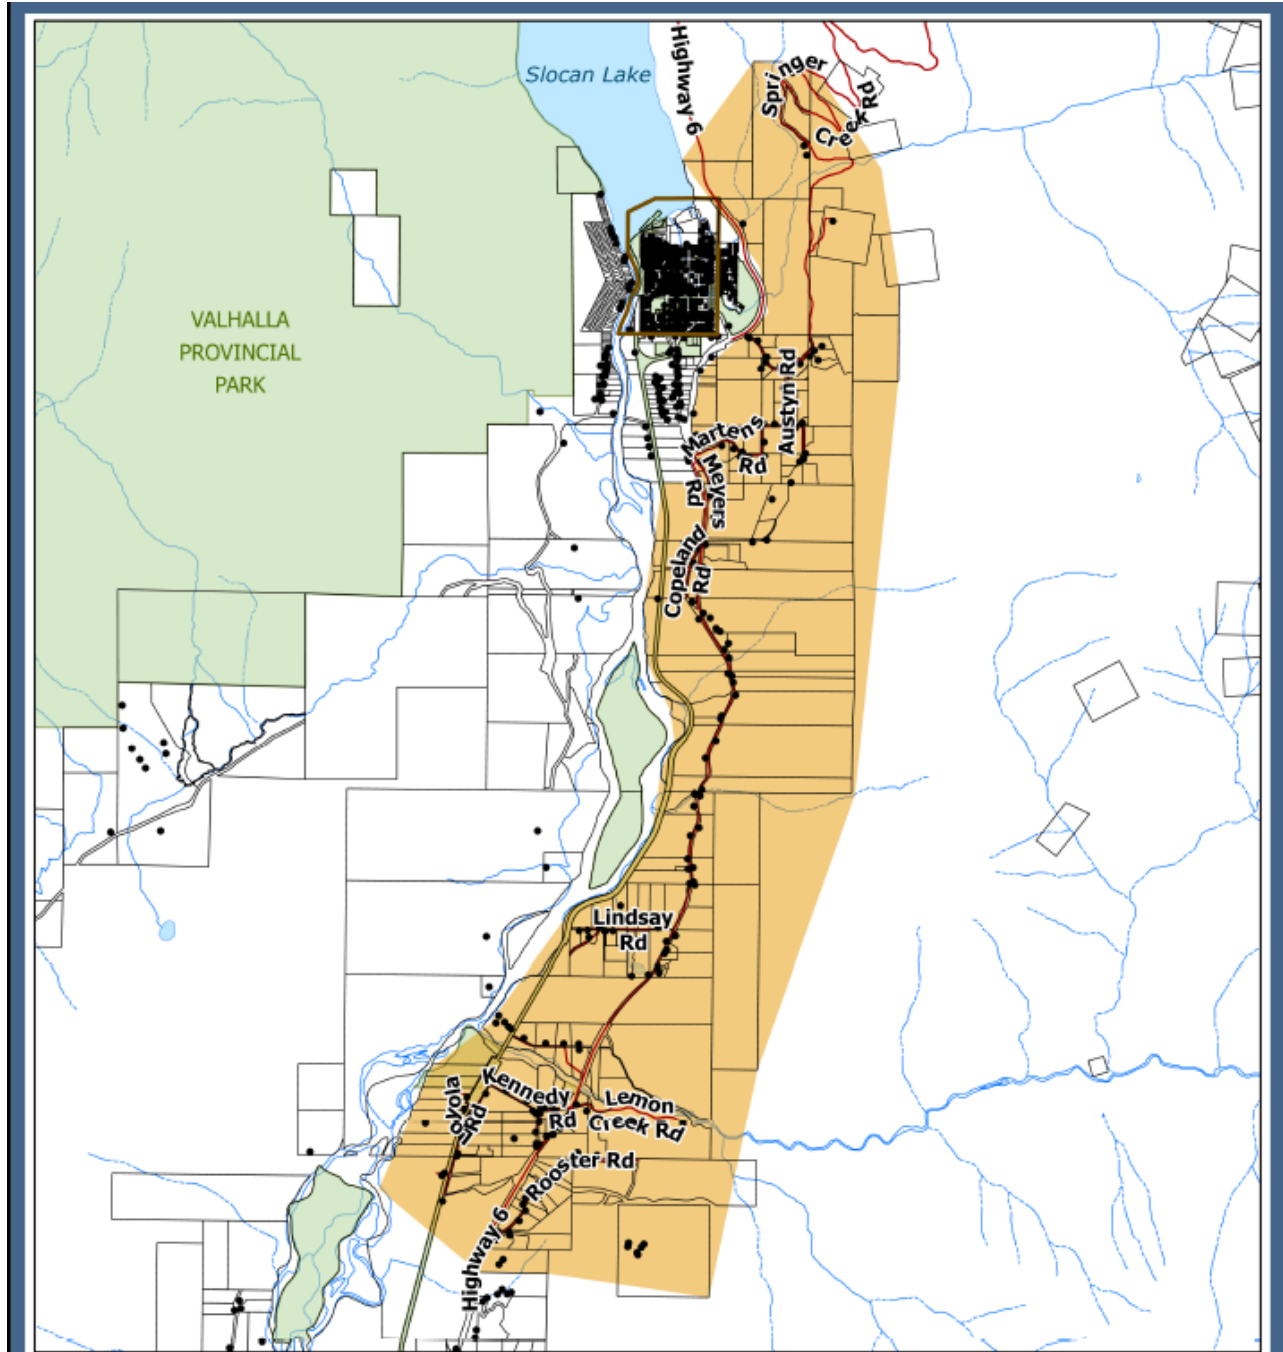 Highway 6
Springer
Creek Rd
Slocan Lake
VALHALLA
PROVINCIAL
PARK
Austyn Rd
Martens
Rd
Meyers
Rd
Copeland
Rd
Lindsay
Rd
Kennedy
Rd
Lemon
Creek Rd
Loyola
Rd
Rooster Rd
Highway 6